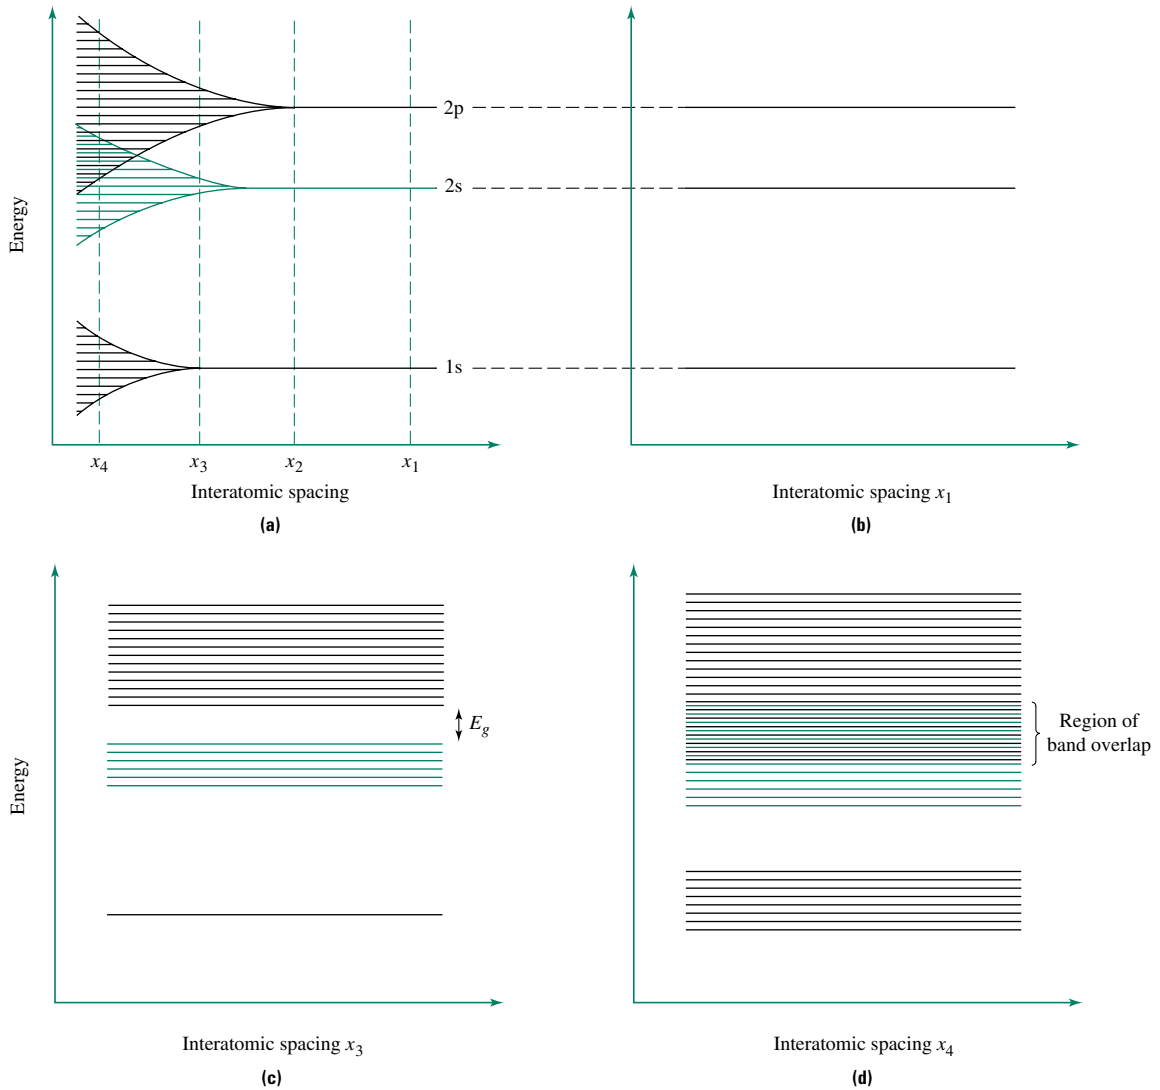 2p
2s
1s
Energy
x4 x3 x2 x1
Interatomic spacing
(a)
Interatomic spacing x1
(b)
Eg
Region of
band overlap
Energy
Interatomic spacing x3
(c)
Interatomic spacing x4
(d)